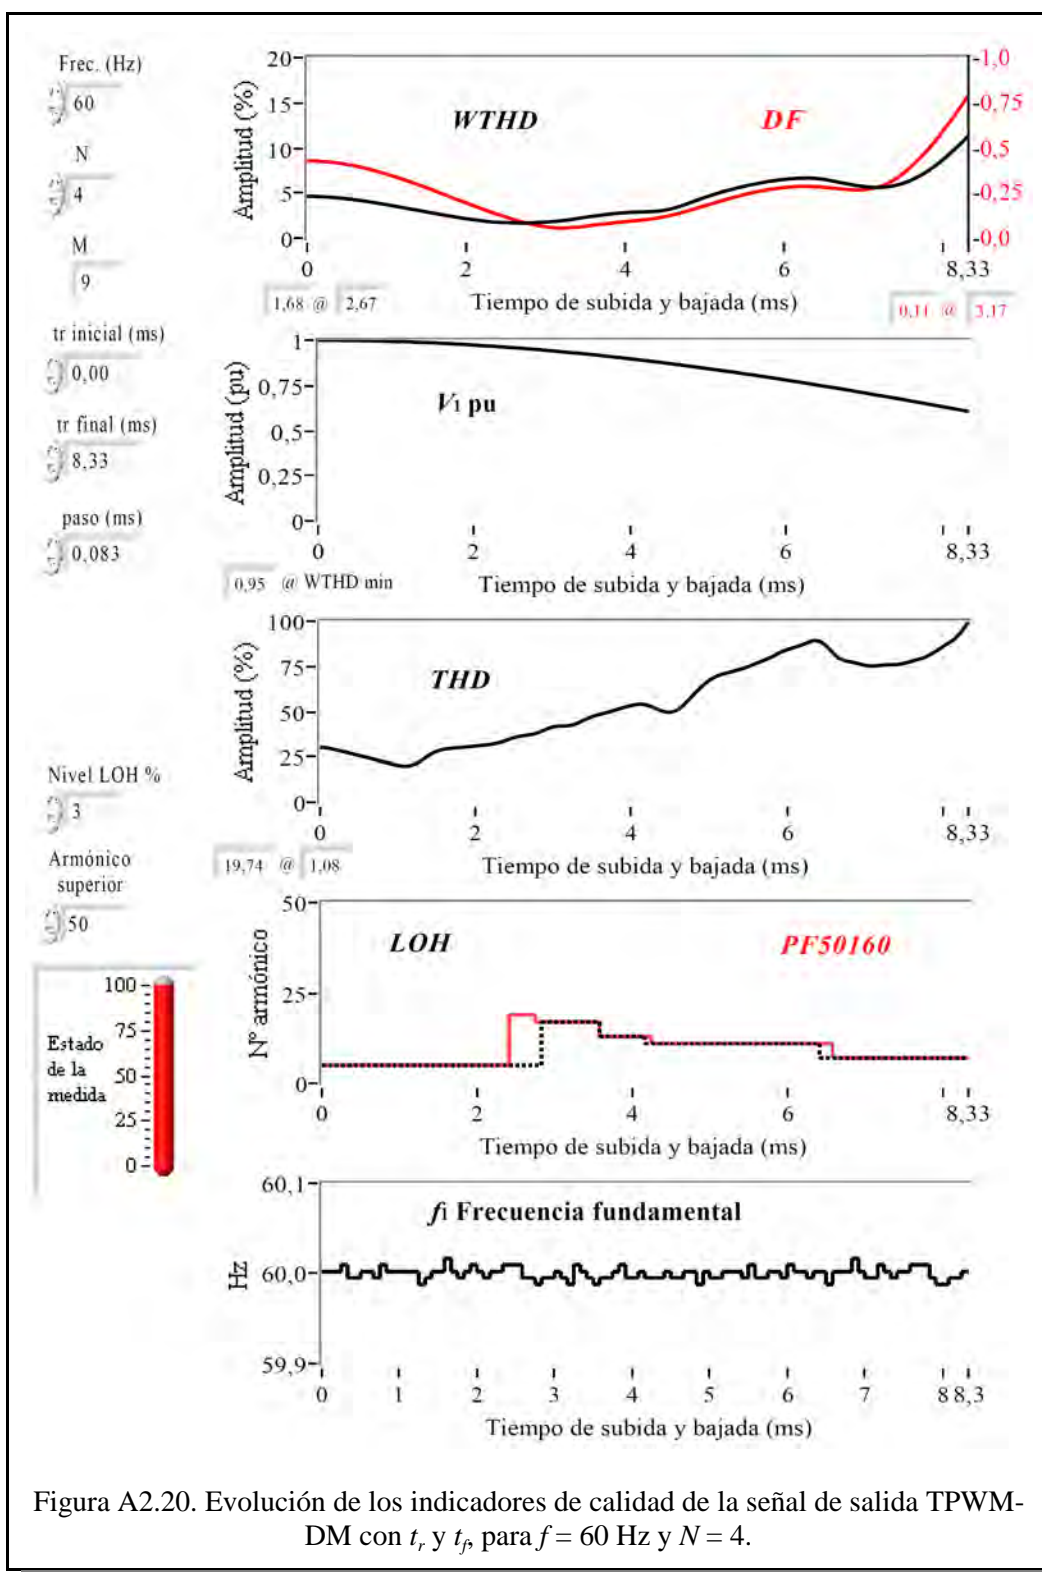 Frec. (Hz)
60
N
4
M
9
tr inicial (ms)
0,00
tr final (ms)
8,33
paso (ms)
0,083
Nivel LOH %
3
Armónico
superior
50
100
75
50
25
0
Estado
de la
medida
Amplitud (%)
20
15
10
5
0
WTHD
DF
1,0
0,75
0,5
0,25
0,0
0 2 4 6 8,33
1,68 @ 2,67
Tiempo de subida y bajada (ms)
0,11 @ 3,17
Amplitud (pu)
1
0,75
0,5
0,25
0
V1 pu
0 2 4 6 8,33
0,95 @ WTHD min
Tiempo de subida y bajada (ms)
Amplitud (%)
100
75
50
25
0
THD
0 2 4 6 8,33
19,74 @ 1,08
Tiempo de subida y bajada (ms)
Nº armónico
50
25
0
LOH
PF50160
0 2 4 6 8,33
Tiempo de subida y bajada (ms)
Hz
60,1
60,0
59,9
f1 Frecuencia fundamental
0 1 2 3 4 5 6 7 8 8,3
Tiempo de subida y bajada (ms)
Figura A2.20. Evolución de los indicadores de calidad de la señal de salida TPWM-
DM con tr y tf, para f = 60 Hz y N = 4.